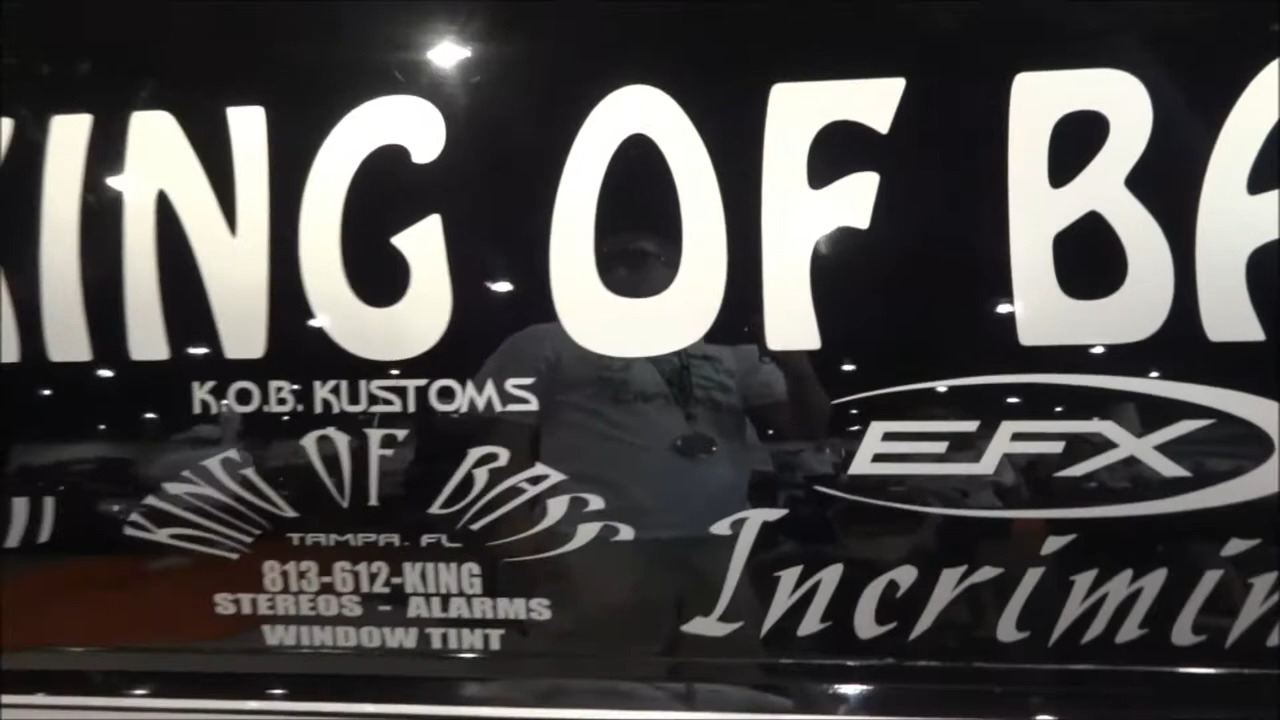 KING OF BA
K.O.B. KUSTOMS
KING OF BASS
TAMPA. FL
813-612-KING
STEREOS - ALARMS
WINDOW TINT
"
EFX
Incrimin